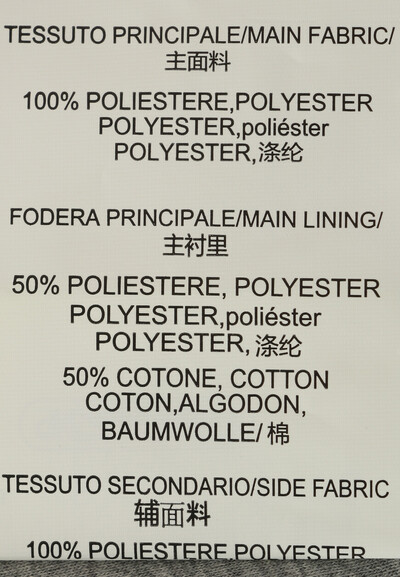 TESSUTO PRINCIPALE/MAIN FABRIC/
主面料
100% POLIESTERE,POLYESTER
POLYESTER,poliéster
POLYESTER,涤纶
FODERA PRINCIPALE/MAIN LINING/
主衬里
50% POLIESTERE, POLYESTER
POLYESTER,poliéster
POLYESTER,涤纶
50% COTONE, COTTON
COTON,ALGODON,
BAUMWOLLE/棉
TESSUTO SECONDARIO/SIDE FABRIC
辅面料
100% POLIESTERE,POLYESTER